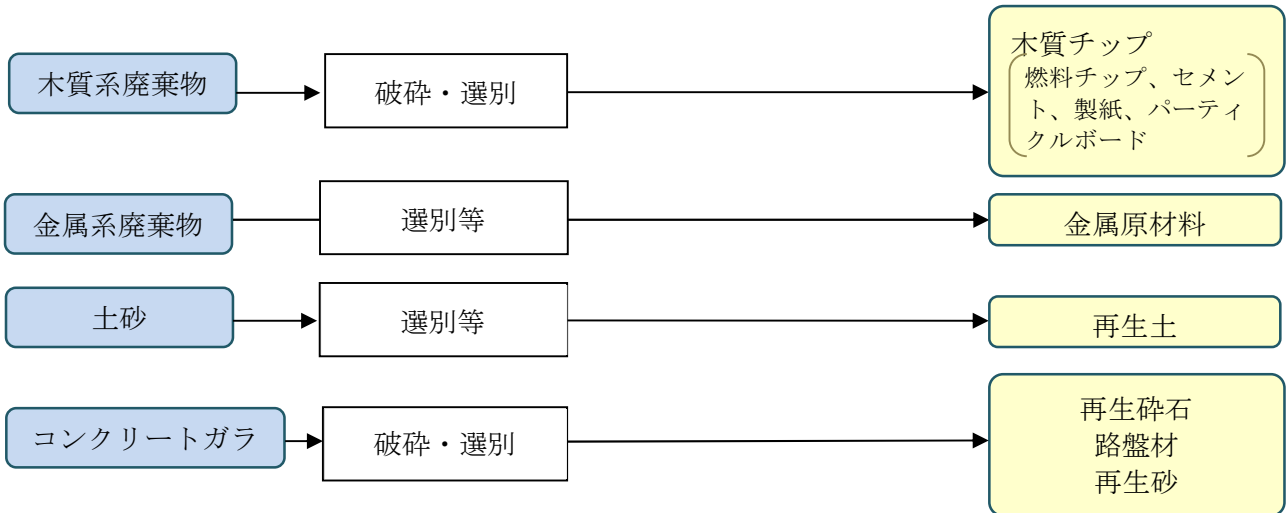 木質系廃棄物
破砕・選別
木質チップ
燃料チップ、セメン
ト、製紙、パーティ
クルボード
金属系廃棄物
選別等
金属原材料
土砂
選別等
再生土
コンクリートガラ
破砕・選別
再生砕石
路盤材
再生砂